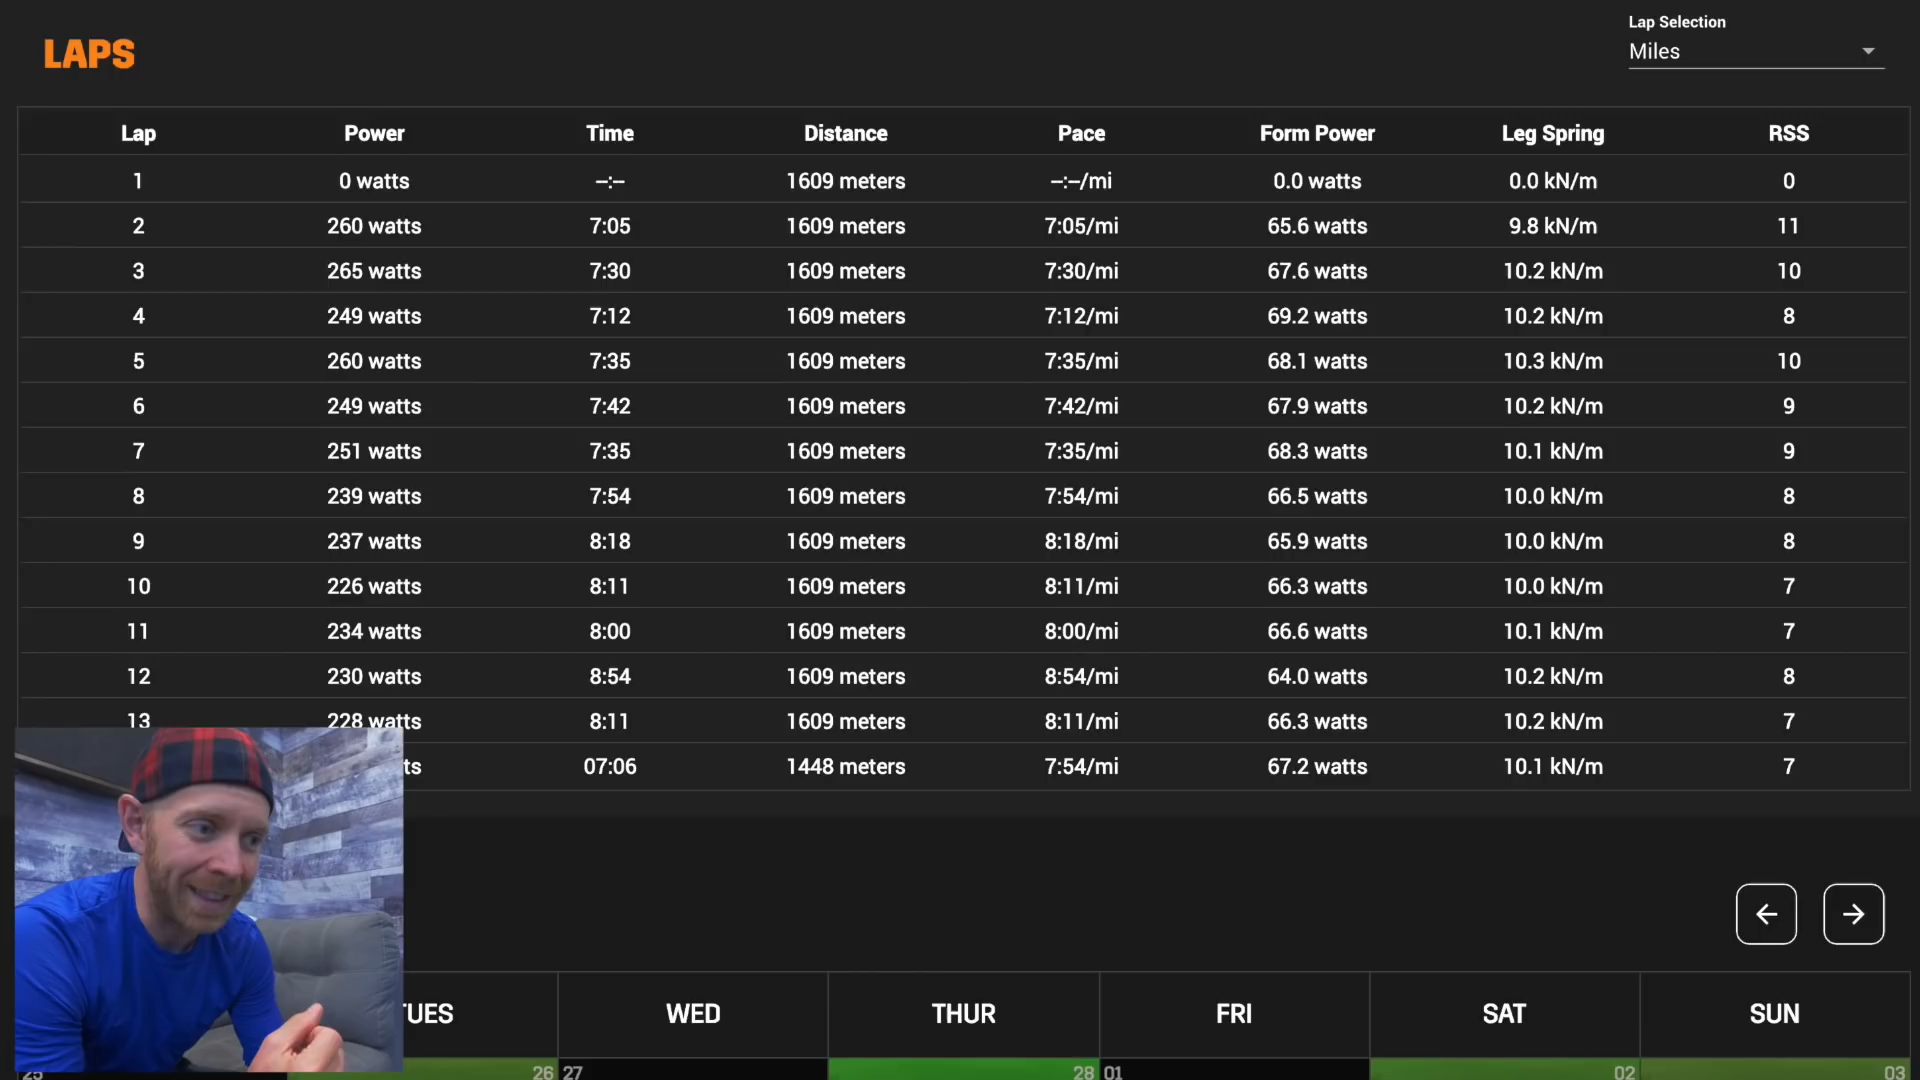 Lap Selection
LAPS
Miles
Lap Power Time Distance Pace Form Power Leg Spring RSS
1 0 watts –:– 1609 meters –:–/mi 0.0 watts 0.0 kN/m 0
2 260 watts 7:05 1609 meters 7:05/mi 65.6 watts 9.8 kN/m 11
3 265 watts 7:30 1609 meters 7:30/mi 67.6 watts 10.2 kN/m 10
4 249 watts 7:12 1609 meters 7:12/mi 69.2 watts 10.2 kN/m 8
5 260 watts 7:35 1609 meters 7:35/mi 68.1 watts 10.3 kN/m 10
6 249 watts 7:42 1609 meters 7:42/mi 67.9 watts 10.2 kN/m 9
7 251 watts 7:35 1609 meters 7:35/mi 68.3 watts 10.1 kN/m 9
8 239 watts 7:54 1609 meters 7:54/mi 66.5 watts 10.0 kN/m 8
9 237 watts 8:18 1609 meters 8:18/mi 65.9 watts 10.0 kN/m 8
10 226 watts 8:11 1609 meters 8:11/mi 66.3 watts 10.0 kN/m 7
11 234 watts 8:00 1609 meters 8:00/mi 66.6 watts 10.1 kN/m 7
12 230 watts 8:54 1609 meters 8:54/mi 64.0 watts 10.2 kN/m 8
13 228 watts 8:11 1609 meters 8:11/mi 66.3 watts 10.2 kN/m 7
ts 07:06 1448 meters 7:54/mi 67.2 watts 10.1 kN/m 7
TUES WED THUR FRI SAT SUN
25 26 27 28 01 02 03